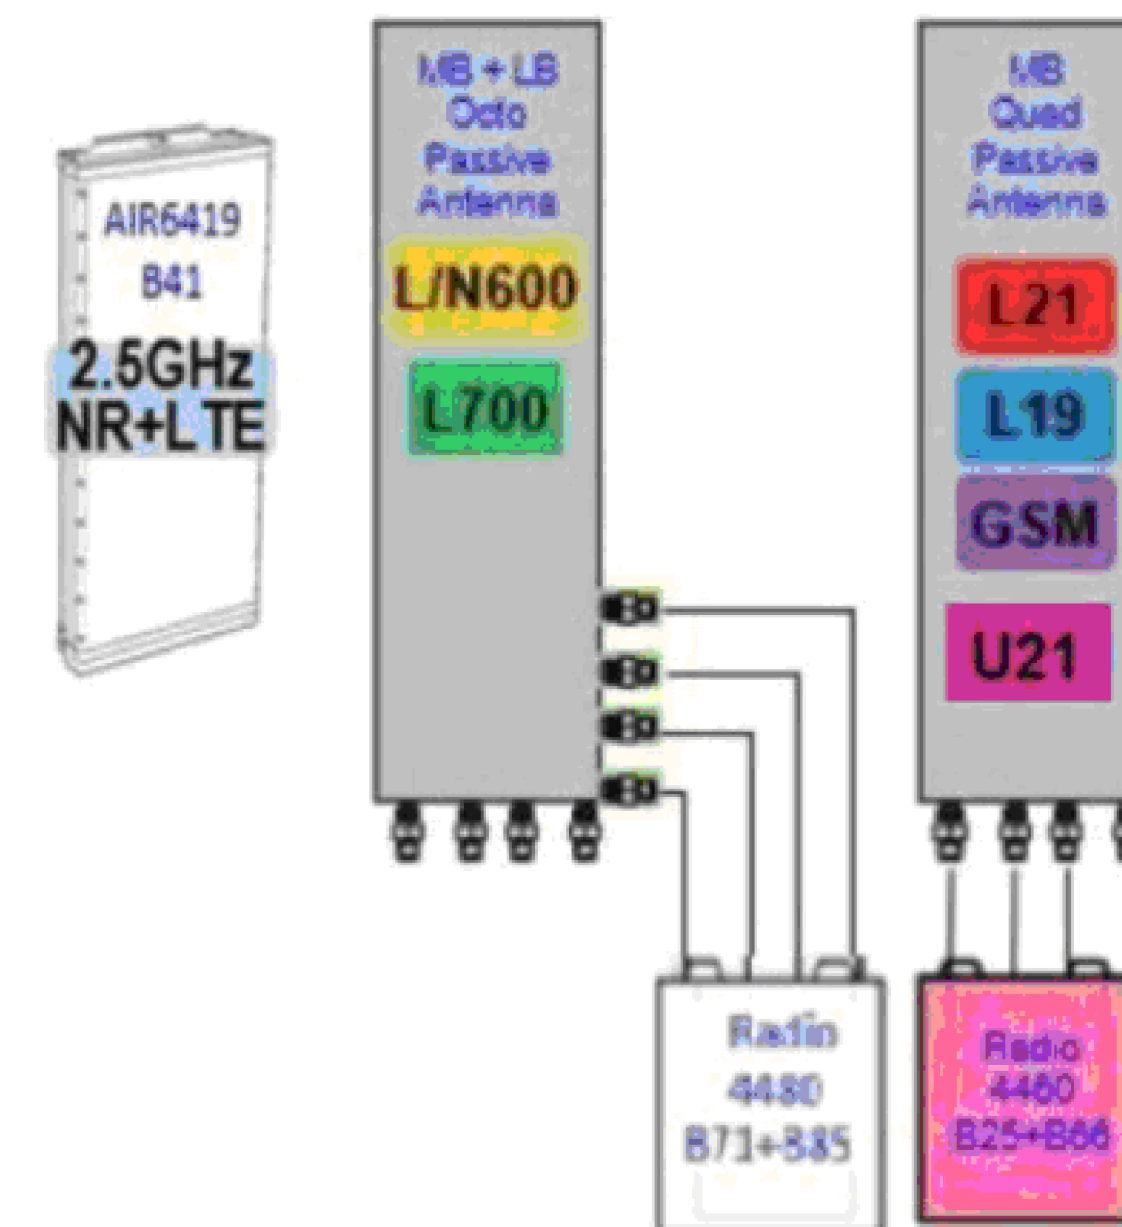 AIR6419
B41
2.5GHz
NR+LTE
MB + LB
Octo
Passive
Antenna
L/N600
L700
MB
Quad
Passive
Antenna
L21
L19
GSM
U21
Radio
4480
B71+B85
Radio
4460
B25+B66